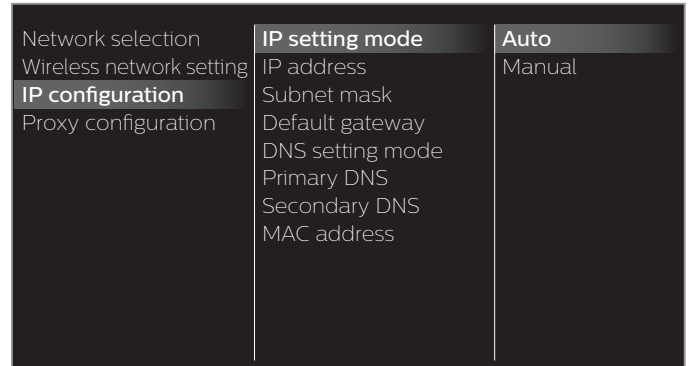 Network selection
Wireless network setting
IP configuration
Proxy configuration
IP setting mode
IP address
Subnet mask
Default gateway
DNS setting mode
Primary DNS
Secondary DNS
MAC address
Auto
Manual